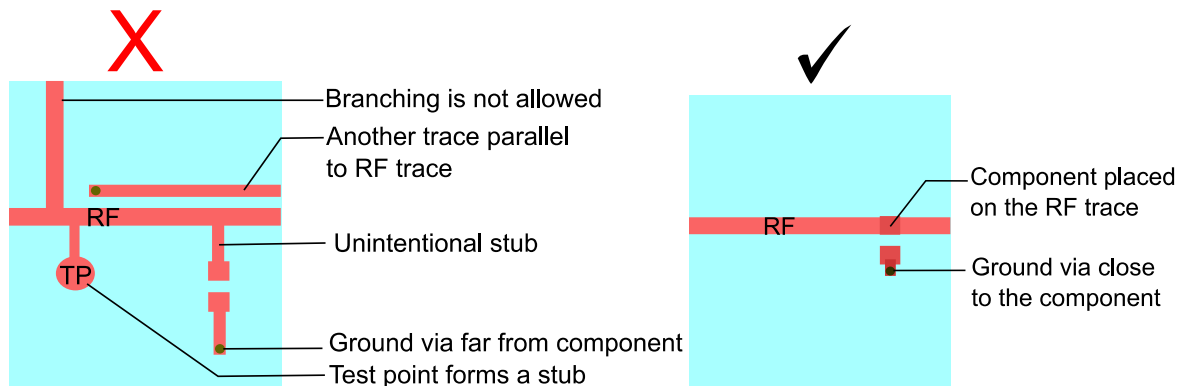 X
Branching is not allowed
Another trace parallel
to RF trace
RF
Unintentional stub
TP
Ground via far from component
Test point forms a stub
Component placed
on the RF trace
RF
Ground via close
to the component